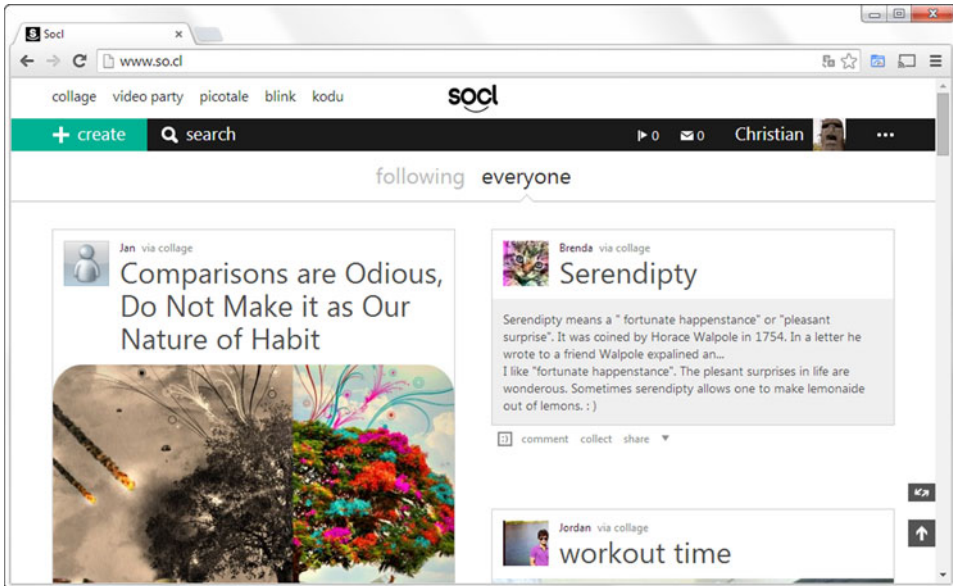 Socl
www.so.cl
collage video party picotale blink kodu
socl
create search 0 0 Christian ...
following everyone
Jan via collage
Comparisons are Odious,
Do Not Make it as Our
Nature of Habit
Brenda via collage
Serendipty
Serendipty means a " fortunate happenstance" or "pleasant
surprise". It was coined by Horace Walpole in 1754. In a letter he
wrote to a friend Walpole expalined an...
I like "fortunate happenstance". The plesant surprises in life are
wonderous. Sometimes serendipty allows one to make lemonaide
out of lemons. : )
:) comment collect share
Jordan via collage
workout time